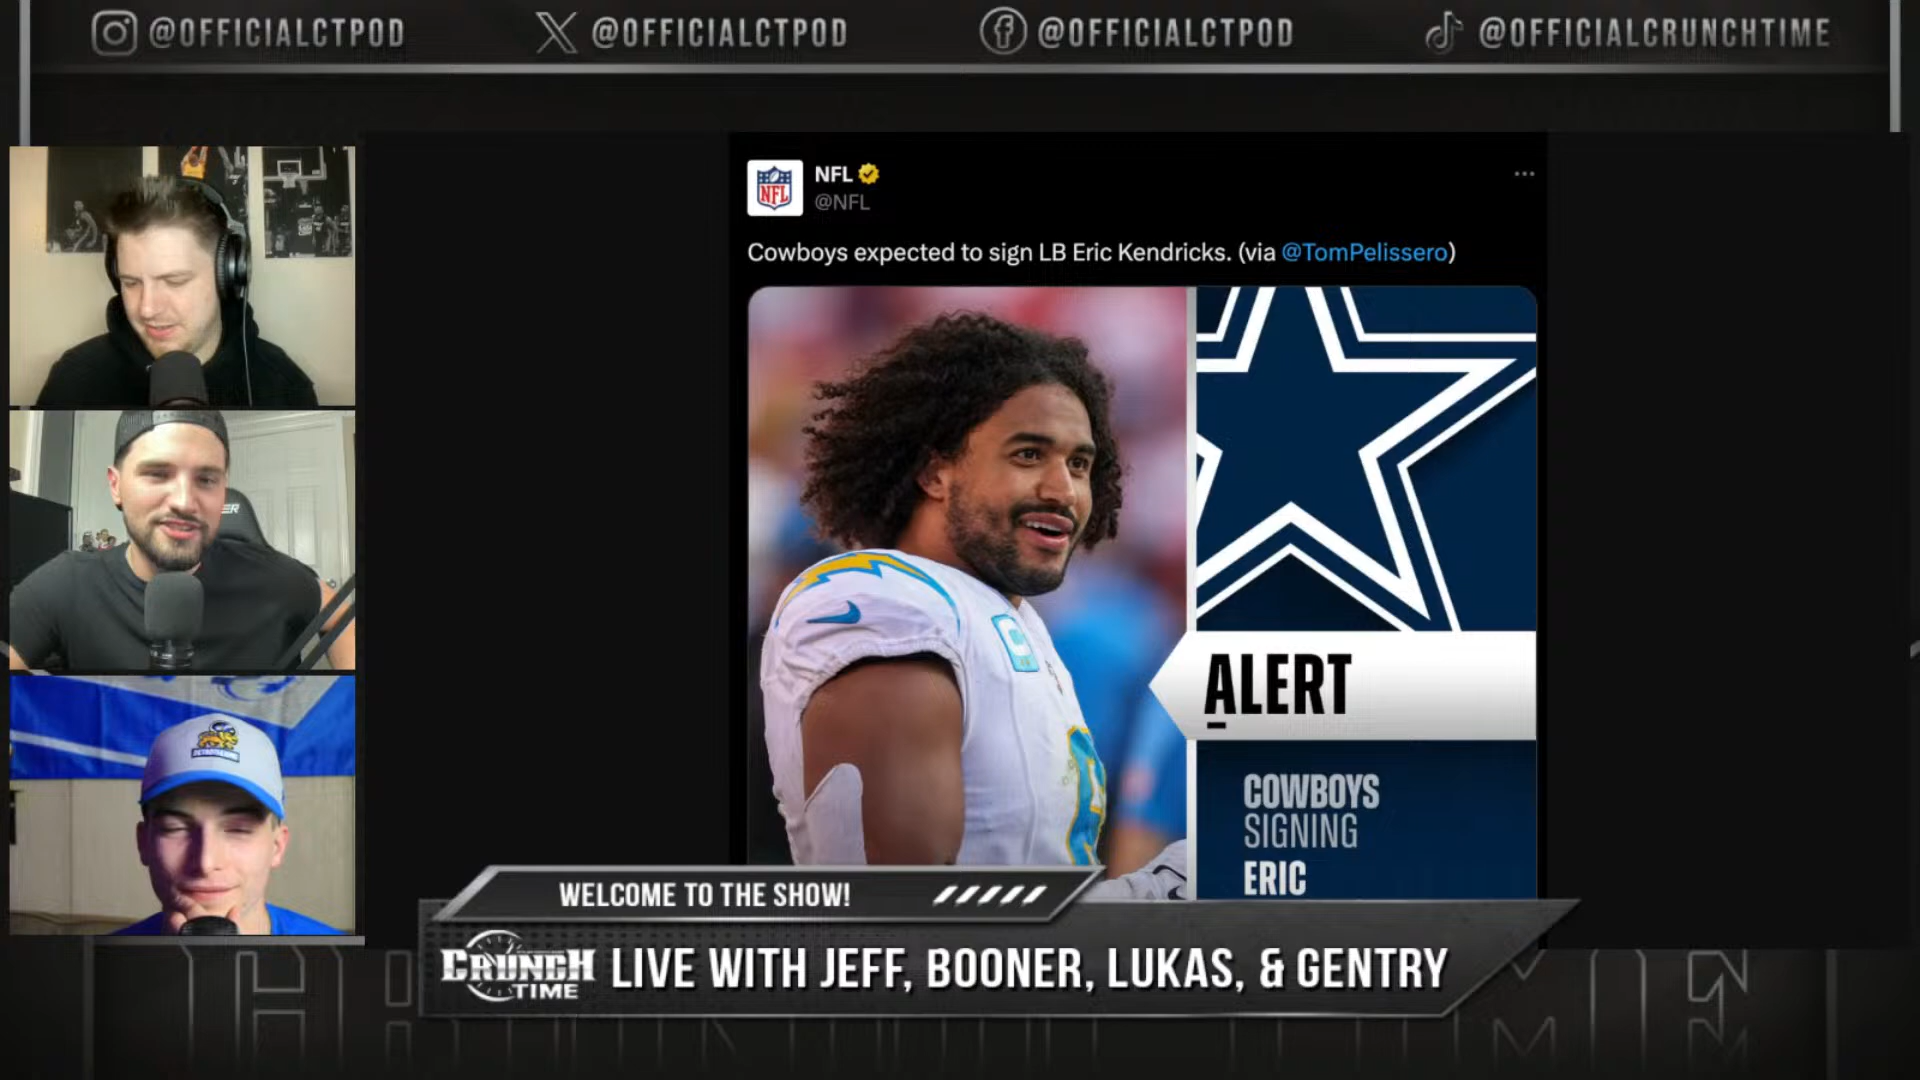 @OFFICIALCTPOD
@OFFICIALCTPOD
@OFFICIALCTPOD
@OFFICIALCRUNCHTIME
NFL
NFL
@NFL
Cowboys expected to sign LB Eric Kendricks. (via @TomPelissero)
ALERT
COWBOYS
SIGNING
ERIC
WELCOME TO THE SHOW!
CRUNCH
TIME
LIVE WITH JEFF, BOONER, LUKAS, & GENTRY